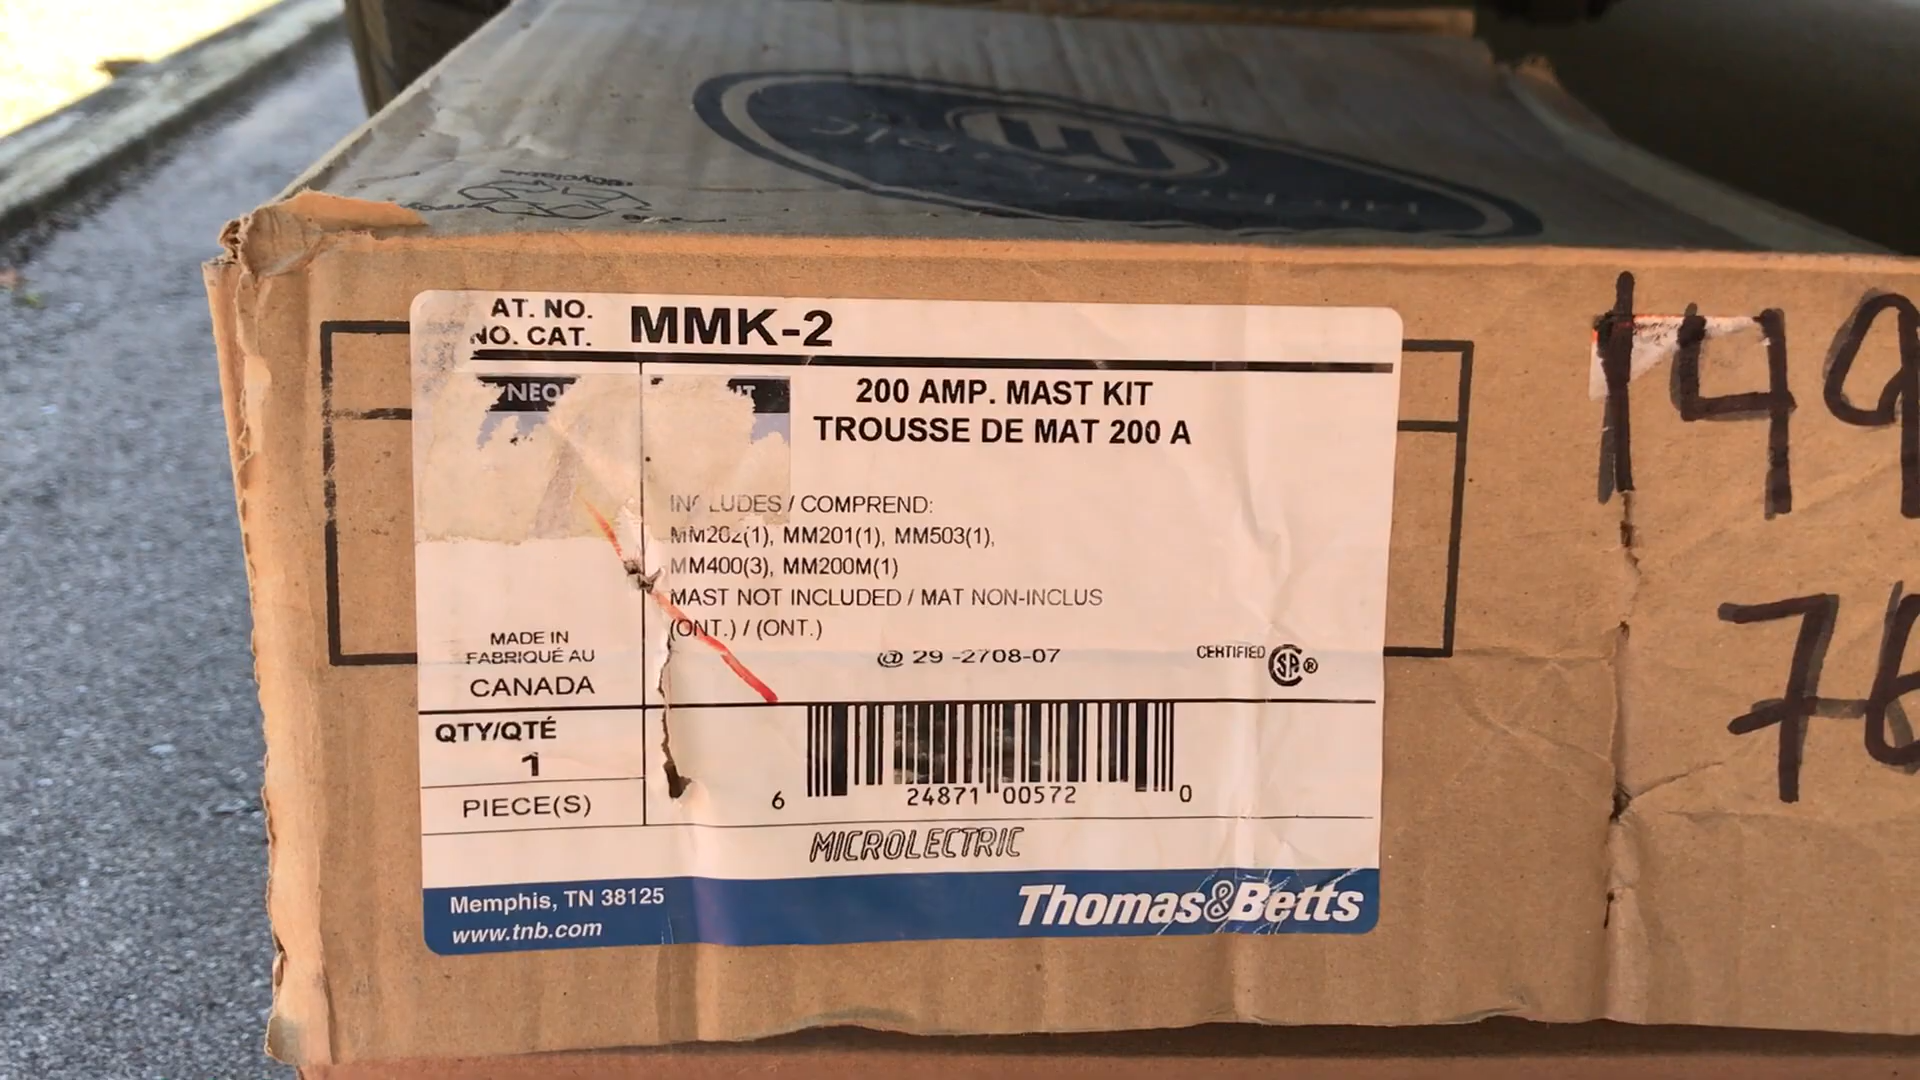 AT. NO.
NO. CAT.
MMK-2
200 AMP. MAST KIT
TROUSSE DE MAT 200 A
INCLUDES / COMPREND:
MM202(1), MM201(1), MM503(1),
MM400(3), MM200M(1)
MAST NOT INCLUDED / MAT NON-INCLUS
(ONT.) / (ONT.)
@ 29 -2708-07
CERTIFIED SA®
MADE IN
FABRIQUÉ AU
CANADA
QTY/QTÉ
1
PIECE(S)
6 24871 00572 0
MICROLECTRIC
Memphis, TN 38125
www.tnb.com
Thomas&Betts
149
76